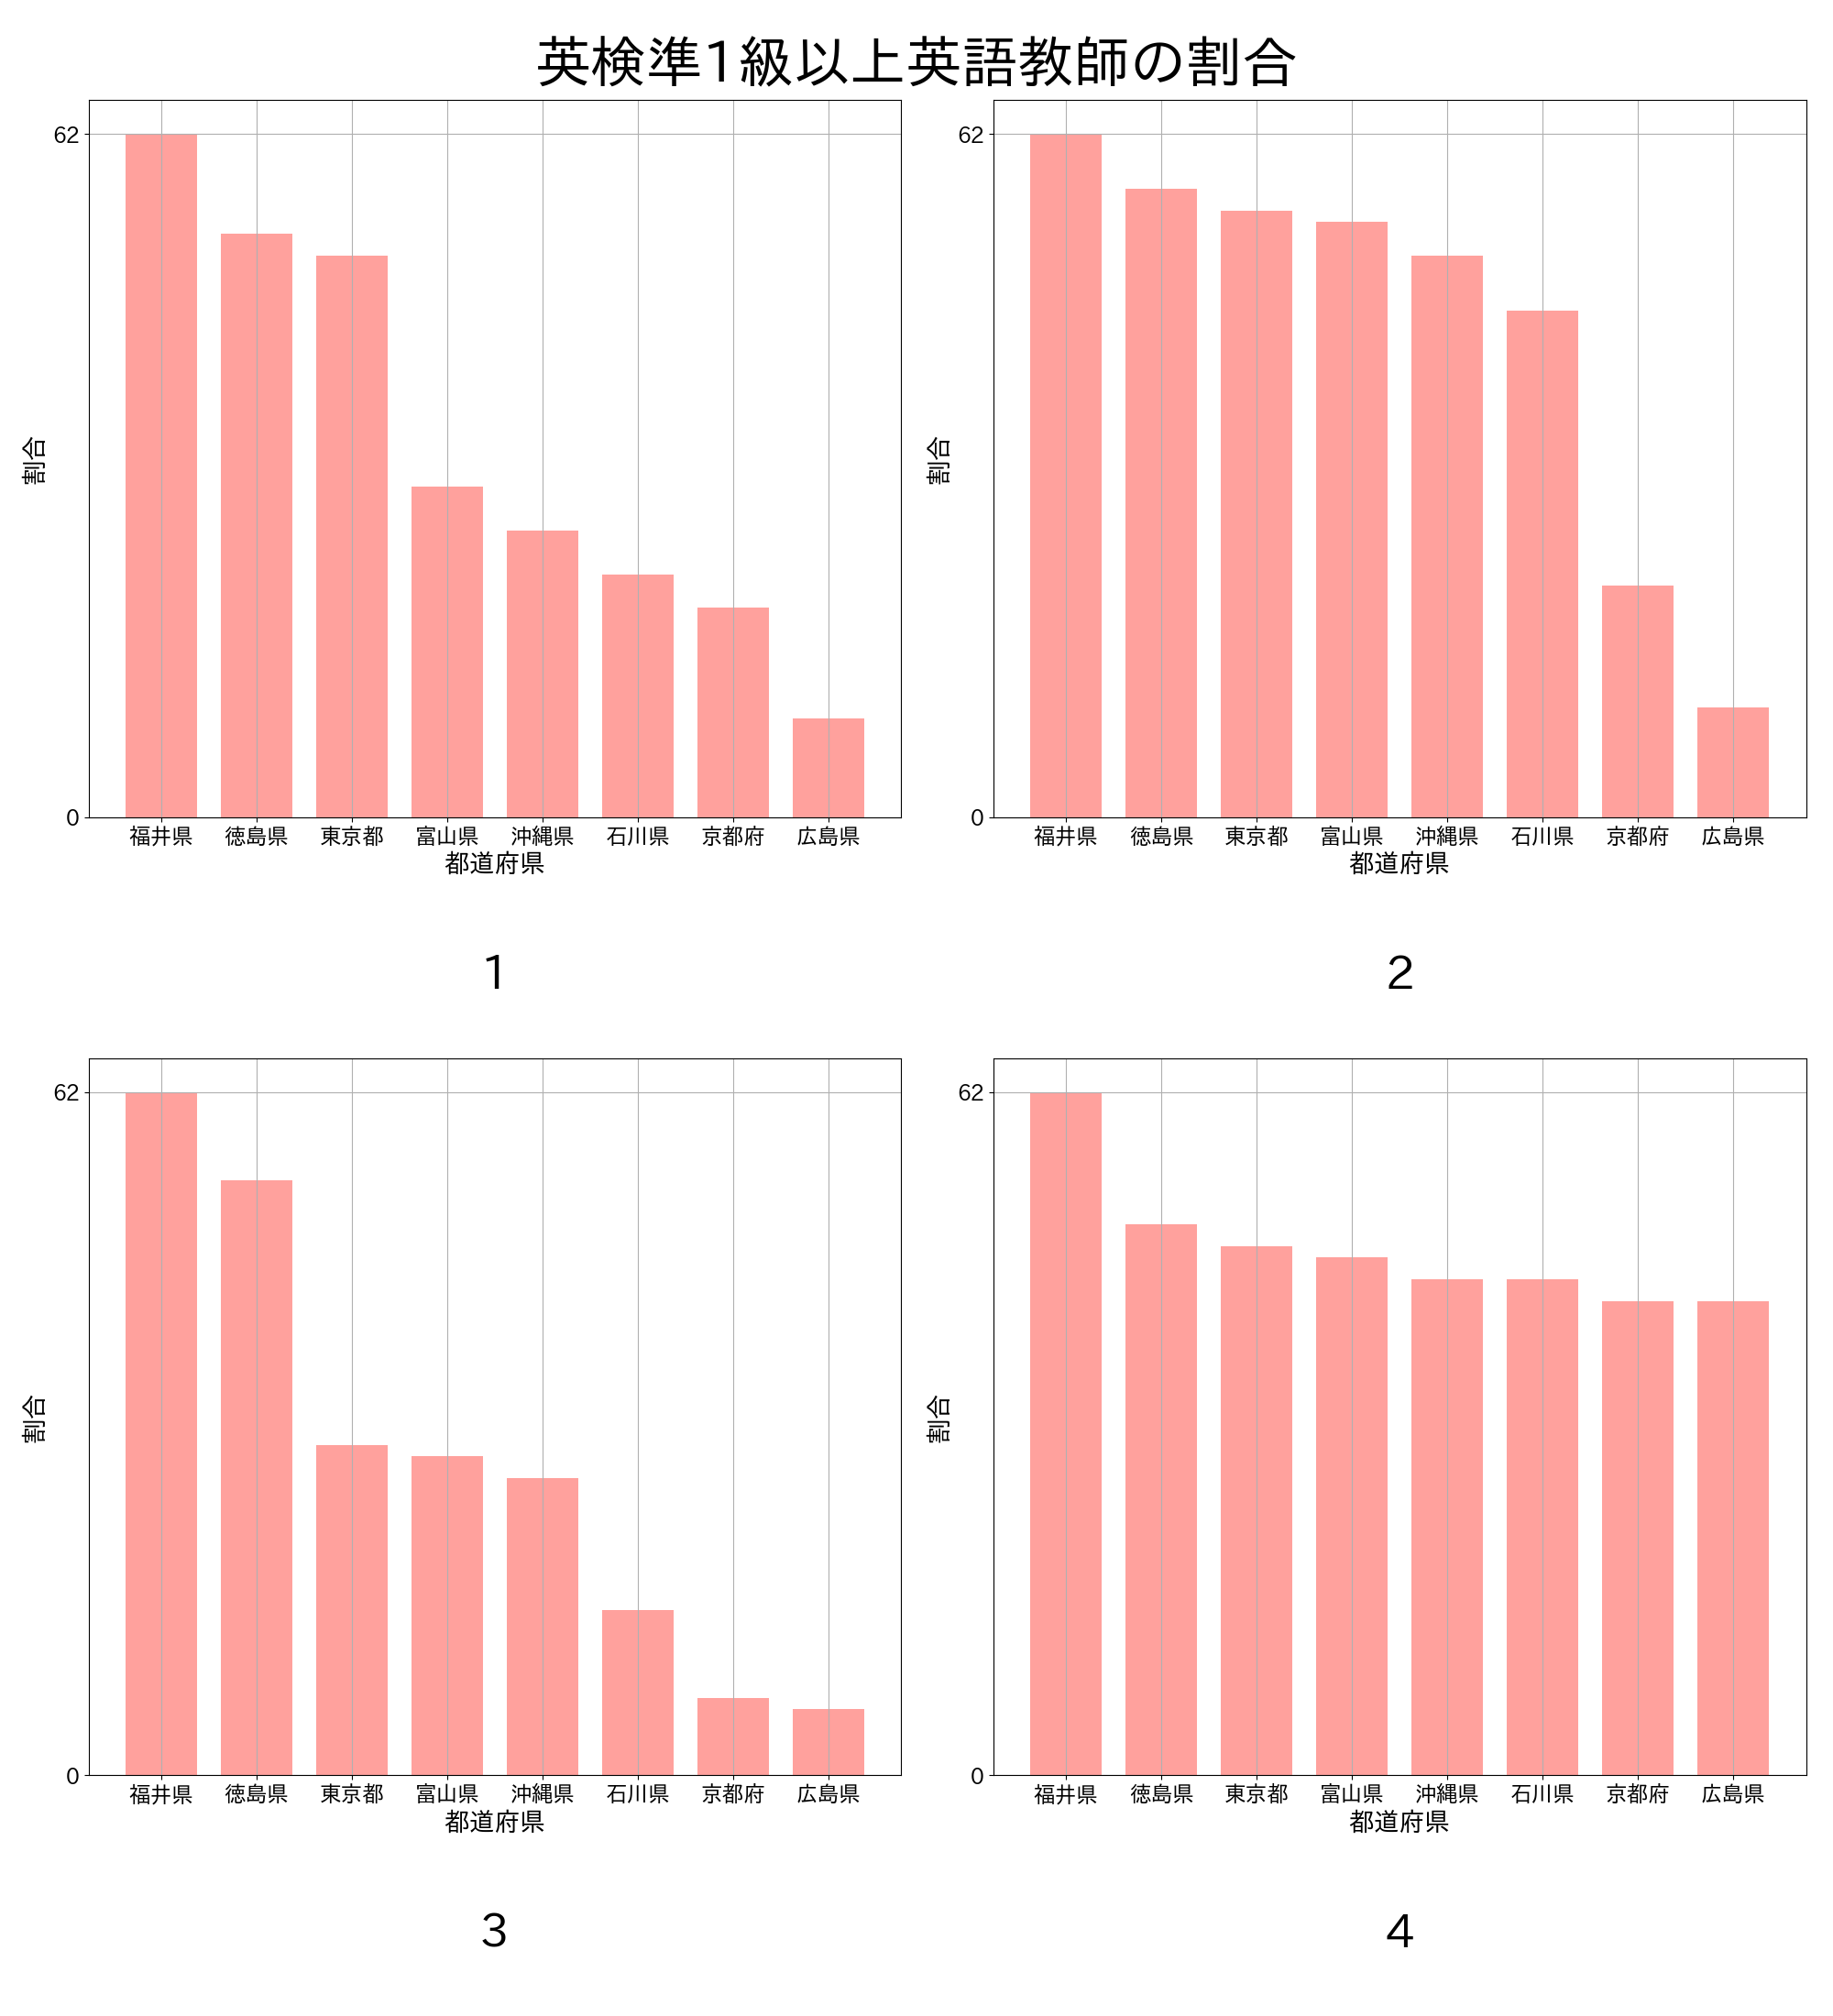 英検準1級以上英語教師の割合
62
0
割合
福井県 徳島県 東京都 富山県 沖縄県 石川県 京都府 広島県
都道府県
1
62
0
割合
福井県 徳島県 東京都 富山県 沖縄県 石川県 京都府 広島県
都道府県
2
62
0
割合
福井県 徳島県 東京都 富山県 沖縄県 石川県 京都府 広島県
都道府県
3
62
0
割合
福井県 徳島県 東京都 富山県 沖縄県 石川県 京都府 広島県
都道府県
4